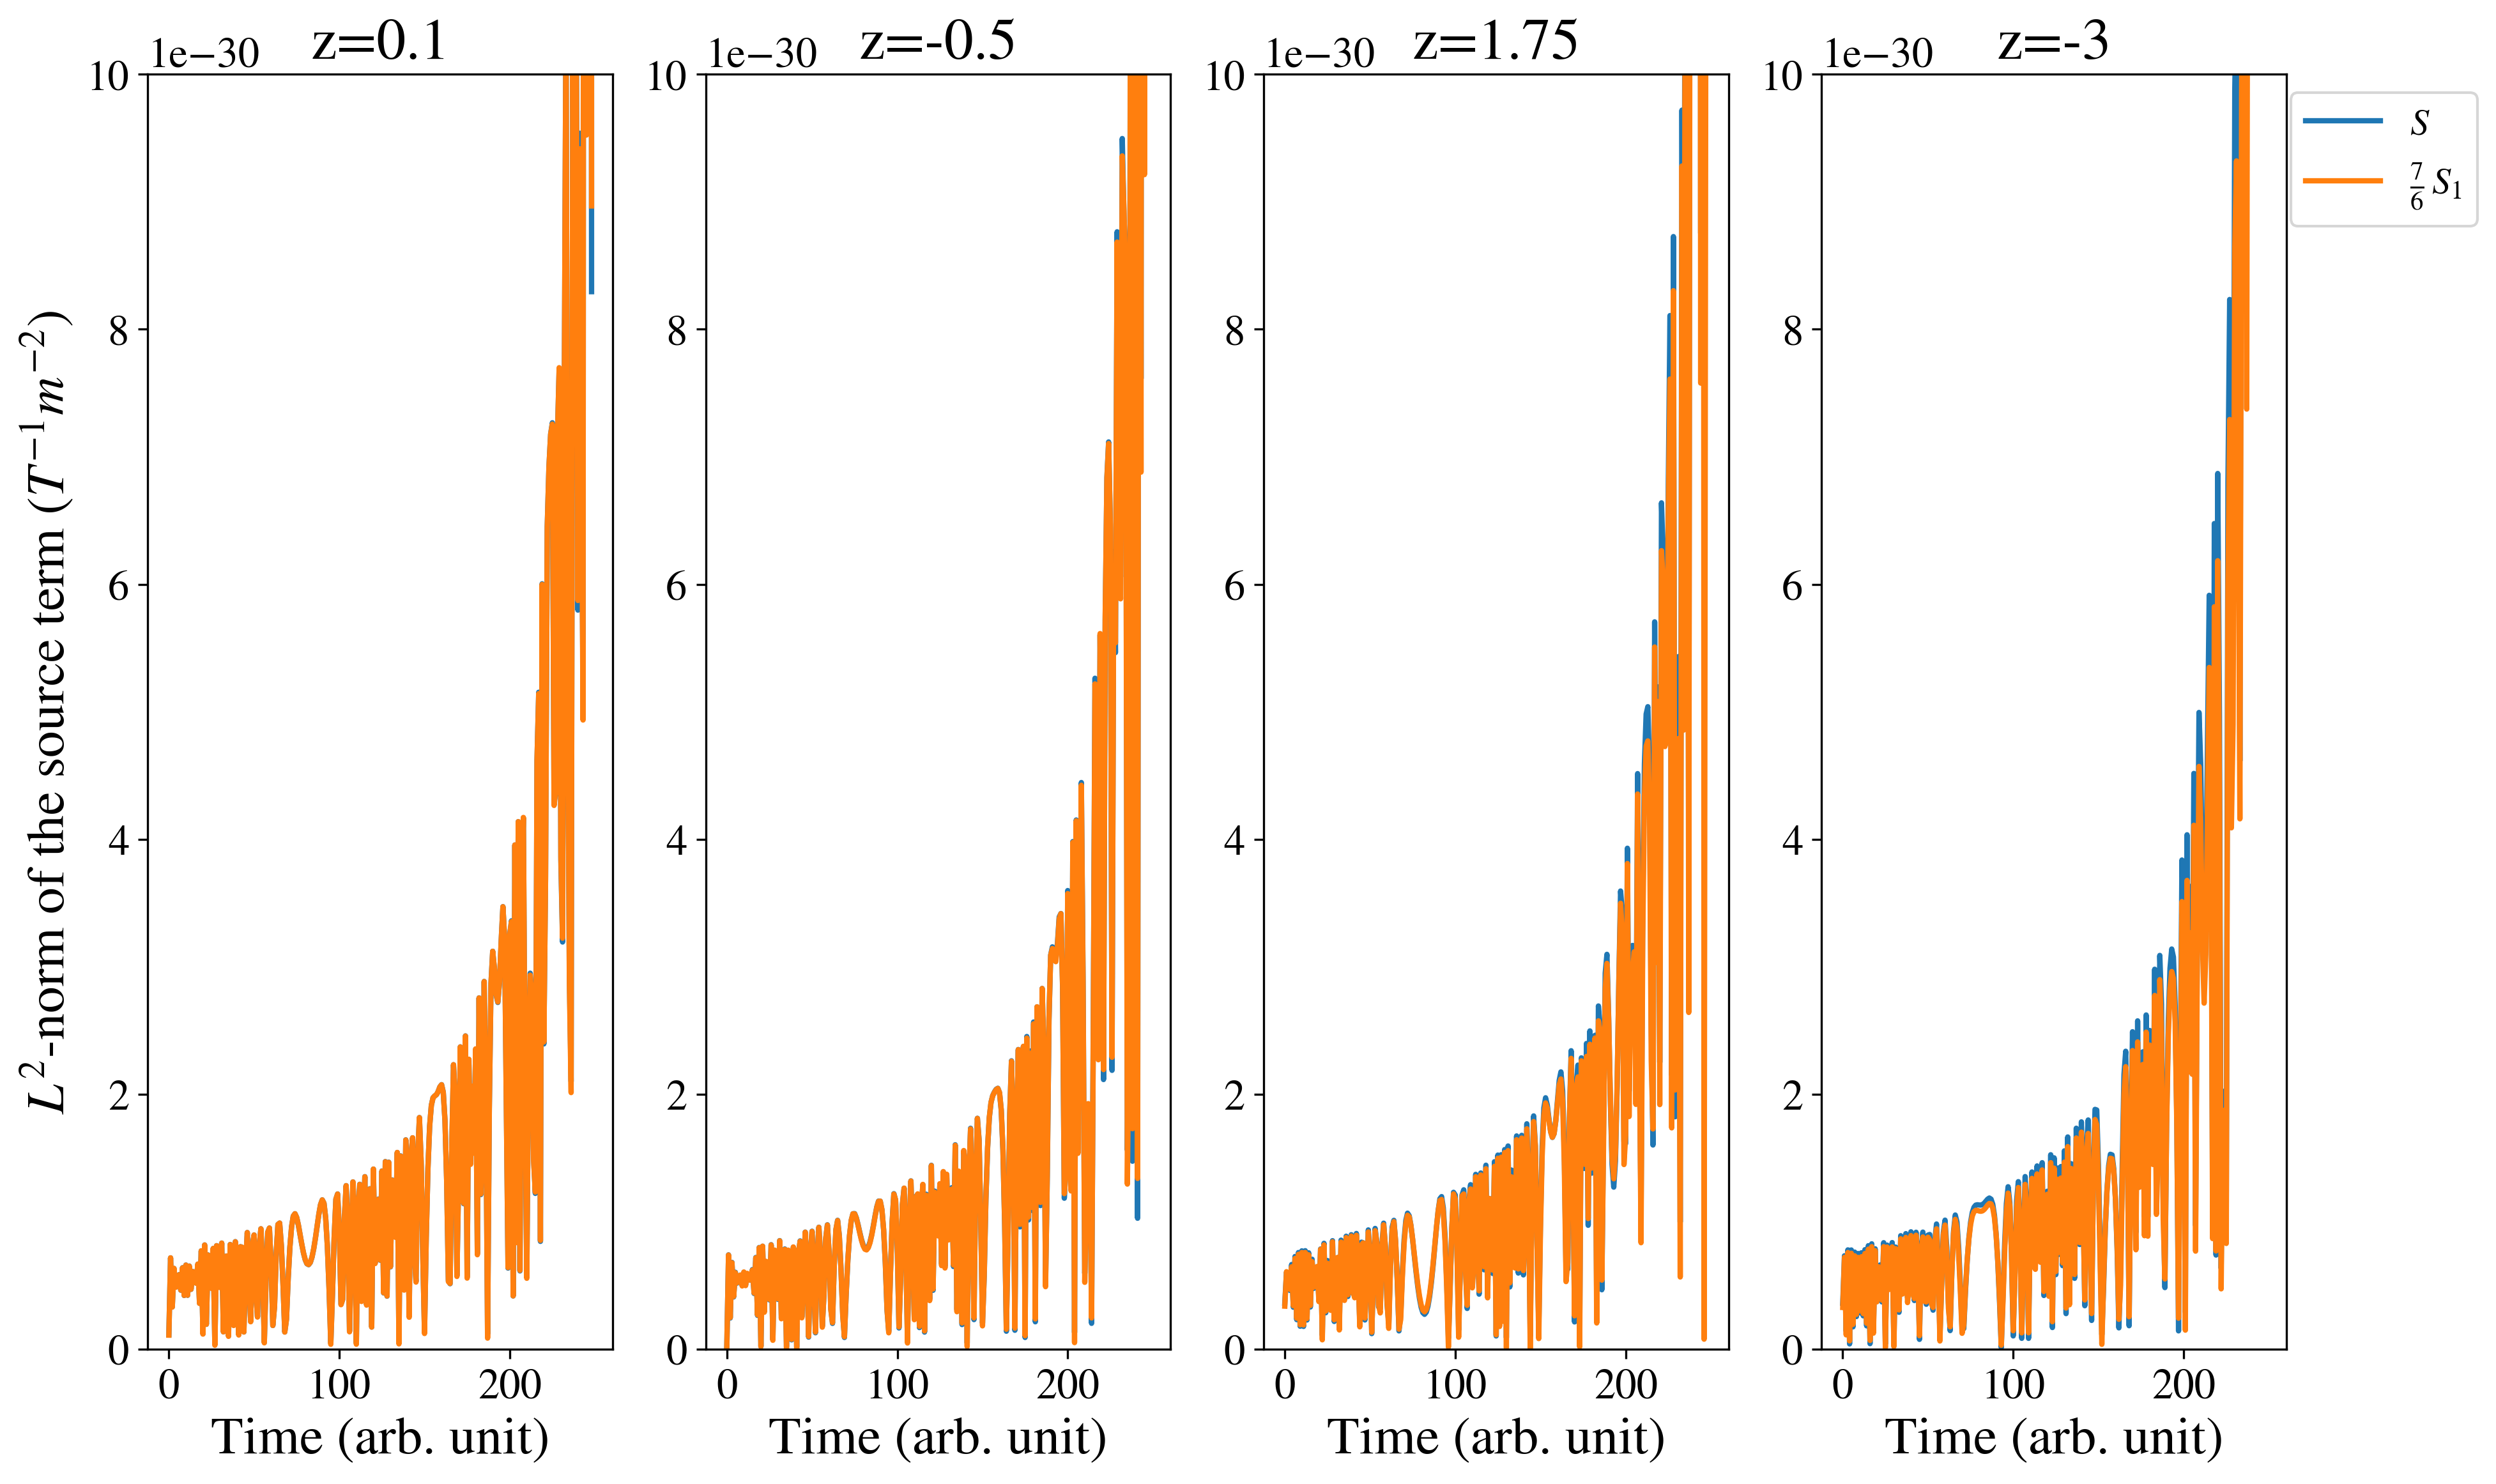 z=0.1
z=-0.5
z=1.75
z=-3
1e−30
1e−30
1e−30
1e−30
L²-norm of the source term (T⁻¹m⁻²)
10
8
6
4
2
0
0 100 200
Time (arb. unit)
10
8
6
4
2
0
0 100 200
Time (arb. unit)
10
8
6
4
2
0
0 100 200
Time (arb. unit)
10
8
6
4
2
0
0 100 200
Time (arb. unit)
S
7/6 S₁